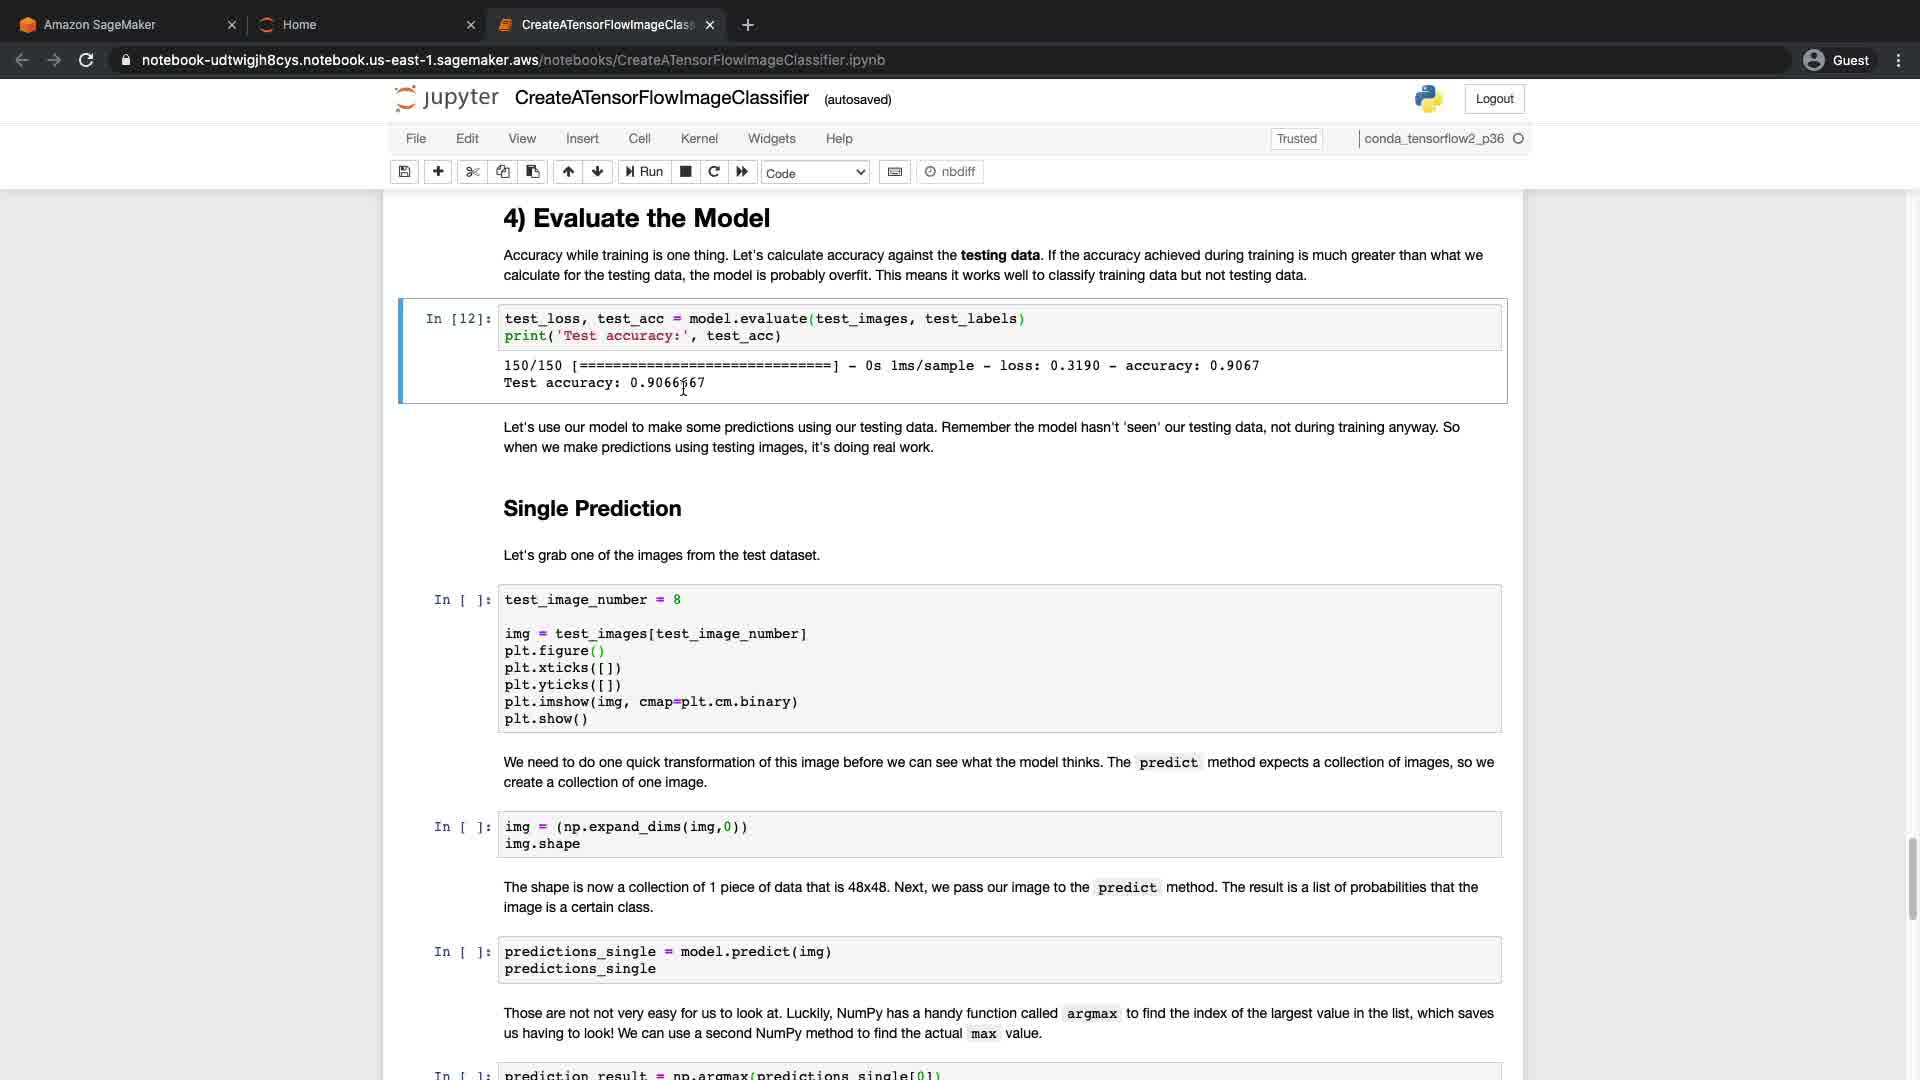 Amazon SageMaker
Home
CreateATensorFlowImageClas
notebook-udtwigjh8cys.notebook.us-east-1.sagemaker.aws/notebooks/CreateATensorFlowImageClassifier.ipynb
Guest
jupyter CreateATensorFlowImageClassifier (autosaved)
Logout
File Edit View Insert Cell Kernel Widgets Help
Trusted
conda_tensorflow2_p36
Run
Code
nbdiff
4) Evaluate the Model
Accuracy while training is one thing. Let's calculate accuracy against the testing data. If the accuracy achieved during training is much greater than what we
calculate for the testing data, the model is probably overfit. This means it works well to classify training data but not testing data.
In [12]: test_loss, test_acc = model.evaluate(test_images, test_labels)
print('Test accuracy:', test_acc)
150/150 [==============================] - 0s 1ms/sample - loss: 0.3190 - accuracy: 0.9067
Test accuracy: 0.9066667
Let's use our model to make some predictions using our testing data. Remember the model hasn't 'seen' our testing data, not during training anyway. So
when we make predictions using testing images, it's doing real work.
Single Prediction
Let's grab one of the images from the test dataset.
In [ ]: test_image_number = 8
img = test_images[test_image_number]
plt.figure()
plt.xticks([])
plt.yticks([])
plt.imshow(img, cmap=plt.cm.binary)
plt.show()
We need to do one quick transformation of this image before we can see what the model thinks. The predict method expects a collection of images, so we
create a collection of one image.
In [ ]: img = (np.expand_dims(img,0))
img.shape
The shape is now a collection of 1 piece of data that is 48x48. Next, we pass our image to the predict method. The result is a list of probabilities that the
image is a certain class.
In [ ]: predictions_single = model.predict(img)
predictions_single
Those are not not very easy for us to look at. Luckily, NumPy has a handy function called argmax to find the index of the largest value in the list, which saves
us having to look! We can use a second NumPy method to find the actual max value.
In [ ]: prediction_result = np.argmax(predictions_single[0])